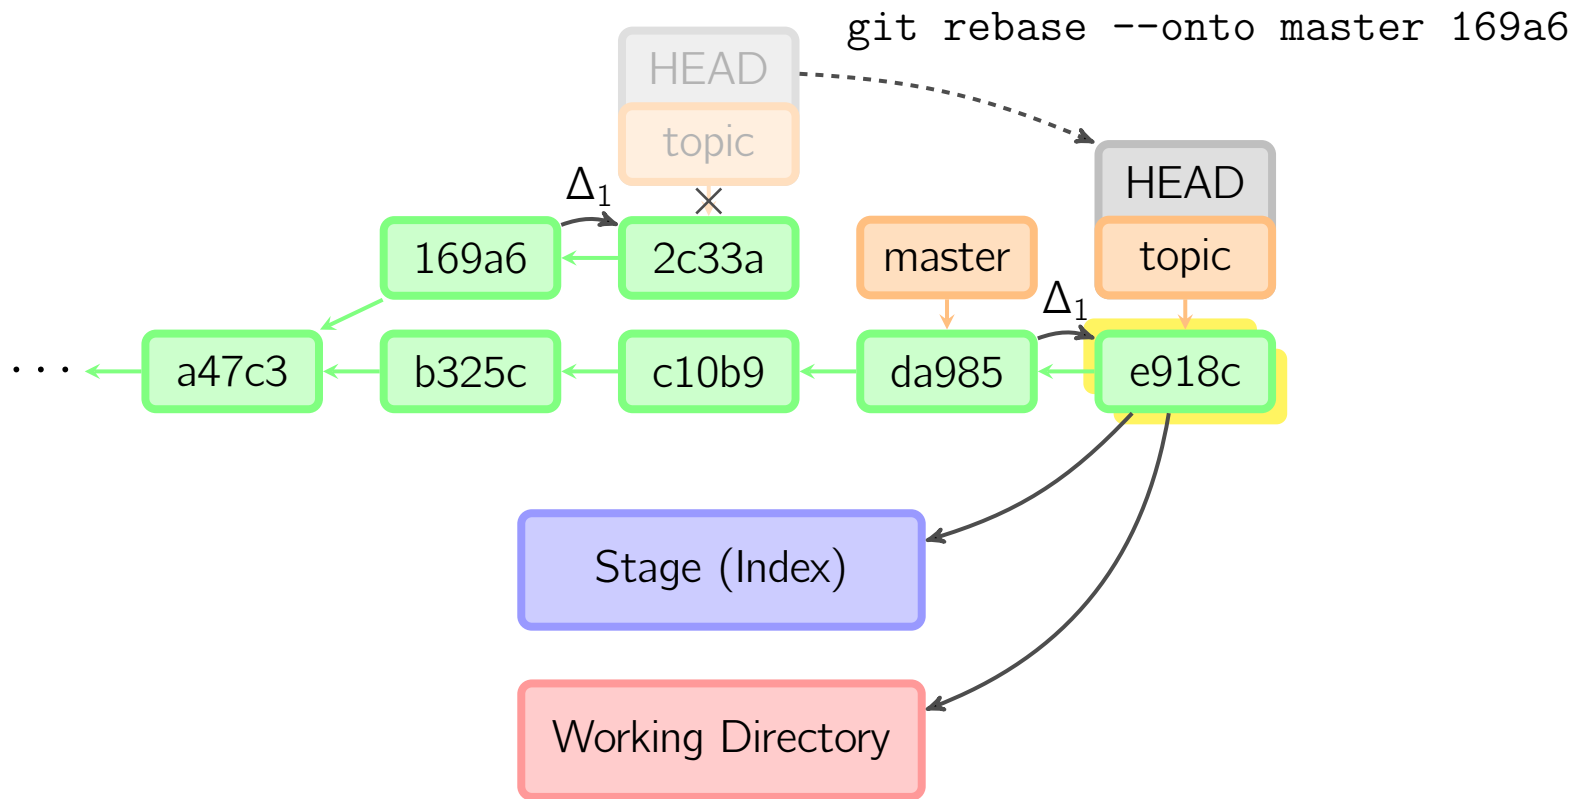 git rebase --onto master 169a6
HEAD
topic
HEAD
Δ1
169a6
2c33a
master
topic
Δ1
...
a47c3
b325c
c10b9
da985
e918c
Stage (Index)
Working Directory